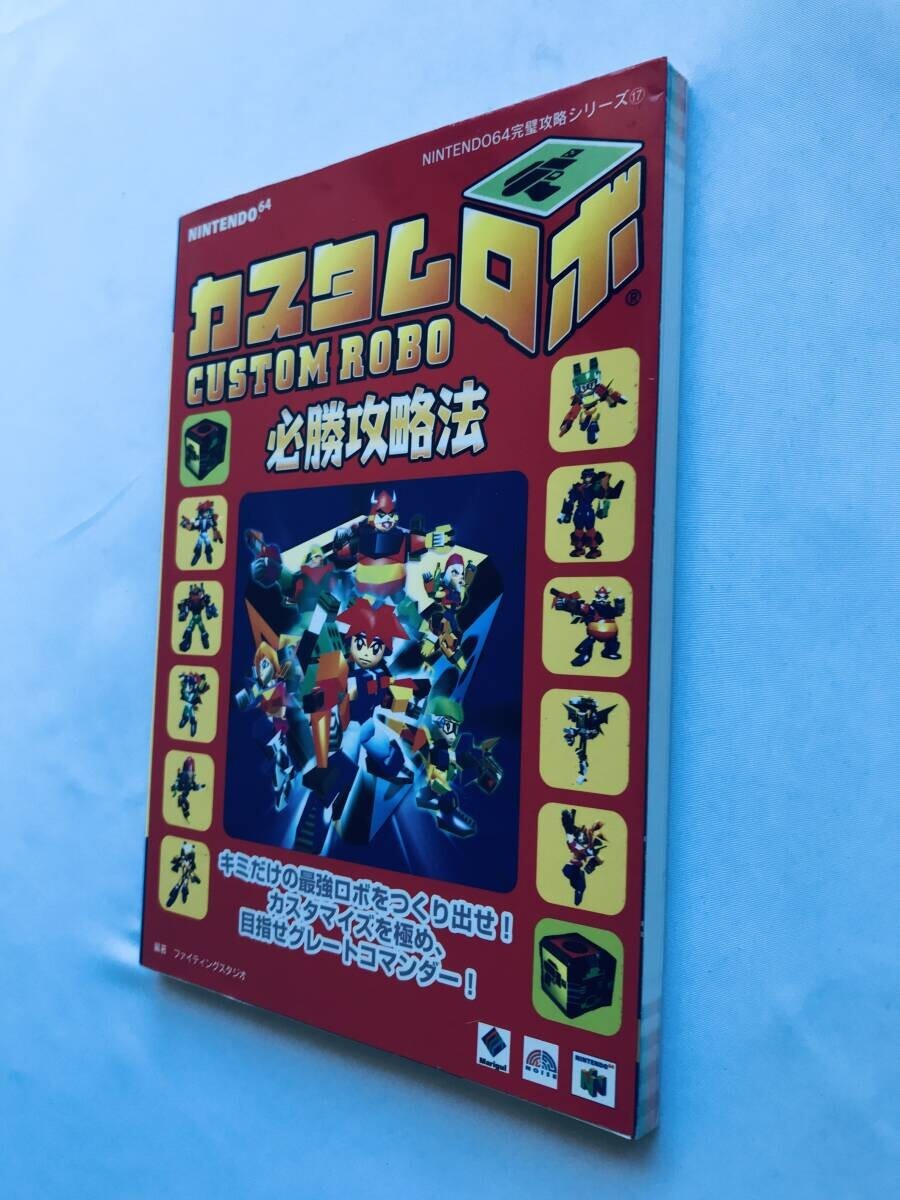 NINTENDO64完璧攻略シリーズ⑰
NINTENDO64
カスタムロボ®
CUSTOM ROBO
必勝攻略法
キミだけの最強ロボをつくり出せ！
カスタマイズを極め、
目指せグレートコマンダー！
編著 ファイティングスタジオ
Marigul
NOISE
NINTENDO64